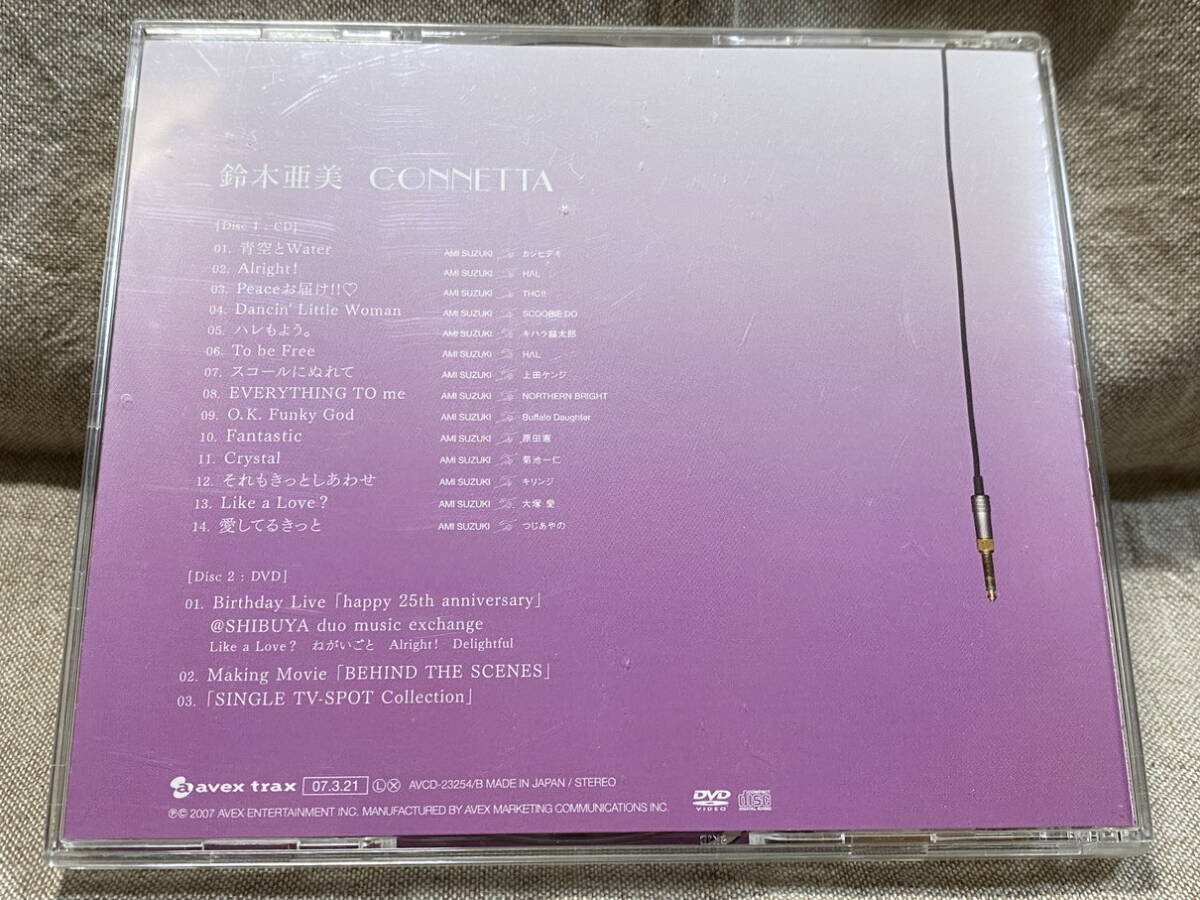 鈴木亜美 CONNETTA
[Disc 1 : CD]
01. 青空とWater AMI SUZUKI カジヒデキ
02. Alright! AMI SUZUKI HΛL
03. Peaceお届け!!♡ AMI SUZUKI THC!!
04. Dancin' Little Woman AMI SUZUKI SCOOBIE DO
05. ハレもよう。 AMI SUZUKI キハラ龍太郎
06. To be Free AMI SUZUKI HΛL
07. スコールにぬれて AMI SUZUKI 上田ケンジ
08. EVERYTHING TO me AMI SUZUKI NORTHERN BRIGHT
09. O.K. Funky God AMI SUZUKI Buffalo Daughter
10. Fantastic AMI SUZUKI 原田憲
11. Crystal AMI SUZUKI 菊池一仁
12. それもきっとしあわせ AMI SUZUKI キリンジ
13. Like a Love? AMI SUZUKI 大塚 愛
14. 愛してるきっと AMI SUZUKI つじあやの
[Disc 2 : DVD]
01. Birthday Live「happy 25th anniversary」
@SHIBUYA duo music exchange
Like a Love? ねがいごと Alright! Delightful
02. Making Movie「BEHIND THE SCENES」
03.「SINGLE TV-SPOT Collection」
avex trax 07.3.21 Ⓛⓧ AVCD-23254/B MADE IN JAPAN / STEREO
℗© 2007 AVEX ENTERTAINMENT INC. MANUFACTURED BY AVEX MARKETING COMMUNICATIONS INC.
DVD VIDEO disc DIGITAL AUDIO